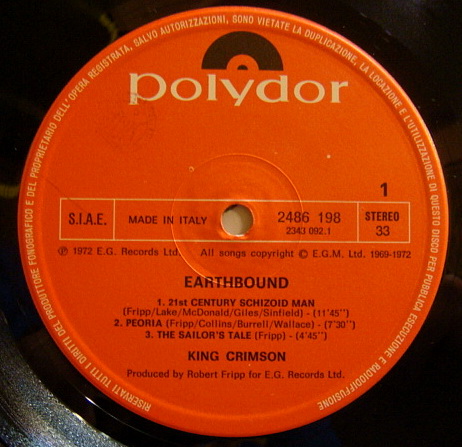 RISERVATI TUTTI I DIRITTI DEL PRODUTTORE FONOGRAFICO E DEL PROPRIETARIO DELL'OPERA REGISTRATA, SALVO AUTORIZZAZIONI, SONO VIETATE LA DUPLICAZIONE, LA LOCAZIONE E L'UTILIZZAZIONE DI QUESTO DISCO PER PUBBLICA ESECUZIONE E RADIODIFFUSIONE
polydor
1
S.I.A.E.
MADE IN ITALY
2486 198
2343 092.1
STEREO
33
℗ 1972 E.G. Records Ltd. All songs copyright © E.G.M. Ltd. 1969-1972
EARTHBOUND
1. 21st CENTURY SCHIZOID MAN
(Fripp/Lake/McDonald/Giles/Sinfield) - (11'45'')
2. PEORIA (Fripp/Collins/Burrell/Wallace) - (7'30'')
3. THE SAILOR'S TALE (Fripp) - (4'45'')
KING CRIMSON
Produced by Robert Fripp for E.G. Records Ltd.